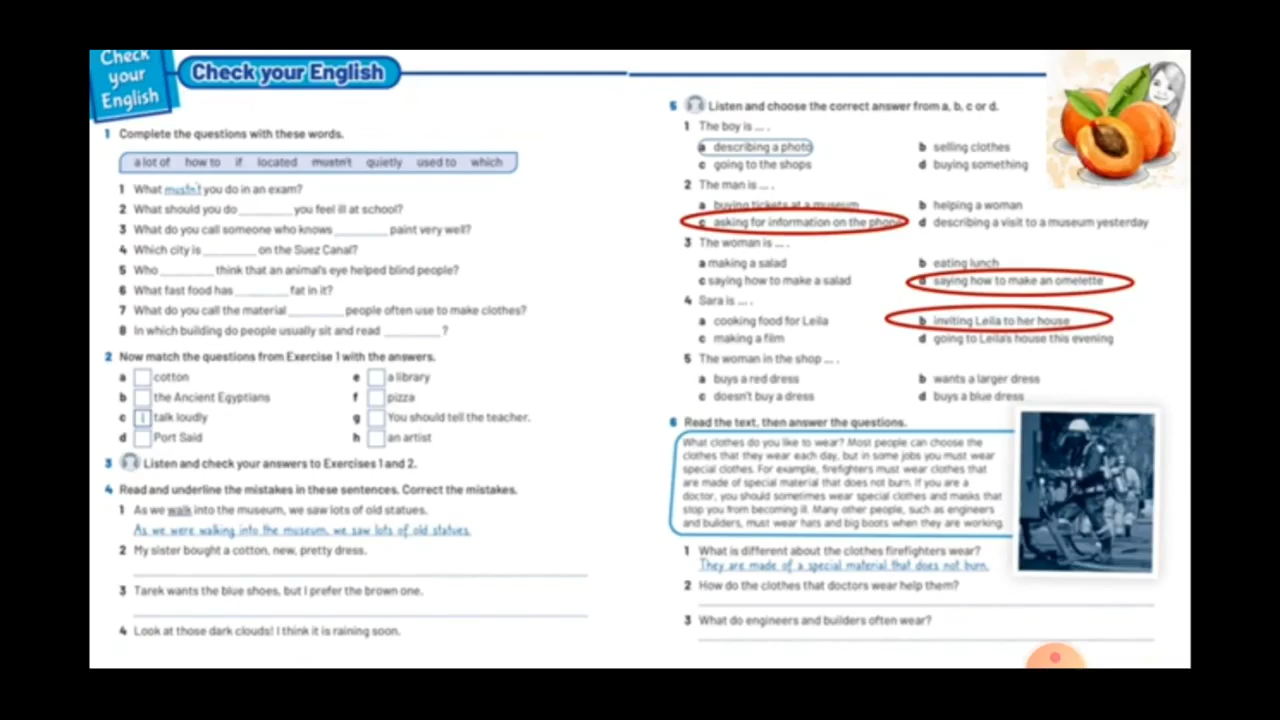 Check
your
English
Check your English
1 Complete the questions with these words.
a lot of how to if located mustn't quietly used to which
1 What mustn't you do in an exam?
2 What should you do ________ you feel ill at school?
3 What do you call someone who knows ________ paint very well?
4 Which city is ________ on the Suez Canal?
5 Who ________ think that an animal's eye helped blind people?
6 What fast food has ________ fat in it?
7 What do you call the material ________ people often use to make clothes?
8 In which building do people usually sit and read ________ ?
2 Now match the questions from Exercise 1 with the answers.
a cotton
b the Ancient Egyptians
c 1 talk loudly
d Port Said
e a library
f pizza
g You should tell the teacher.
h an artist
3 Listen and check your answers to Exercises 1 and 2.
4 Read and underline the mistakes in these sentences. Correct the mistakes.
1 As we walk into the museum, we saw lots of old statues.
As we were walking into the museum, we saw lots of old statues.
2 My sister bought a cotton, new, pretty dress.
3 Tarek wants the blue shoes, but I prefer the brown one.
4 Look at those dark clouds! I think it is raining soon.
5 Listen and choose the correct answer from a, b, c or d.
1 The boy is ... .
a describing a photo b selling clothes
c going to the shops d buying something
2 The man is ... .
a buying tickets at a museum b helping a woman
c asking for information on the phone d describing a visit to a museum yesterday
3 The woman is ... .
a making a salad b eating lunch
c saying how to make a salad d saying how to make an omelette
4 Sara is ... .
a cooking food for Leila b inviting Leila to her house
c making a film d going to Leila's house this evening
5 The woman in the shop ... .
a buys a red dress b wants a larger dress
c doesn't buy a dress d buys a blue dress
6 Read the text, then answer the questions.
What clothes do you like to wear? Most people can choose the
clothes that they wear each day, but in some jobs you must wear
special clothes. For example, firefighters must wear clothes that
are made of special material that does not burn. If you are a
doctor, you should sometimes wear special clothes and masks that
stop you from becoming ill. Many other people, such as engineers
and builders, must wear hats and big boots when they are working.
1 What is different about the clothes firefighters wear?
They are made of a special material that does not burn.
2 How do the clothes that doctors wear help them?
3 What do engineers and builders often wear?